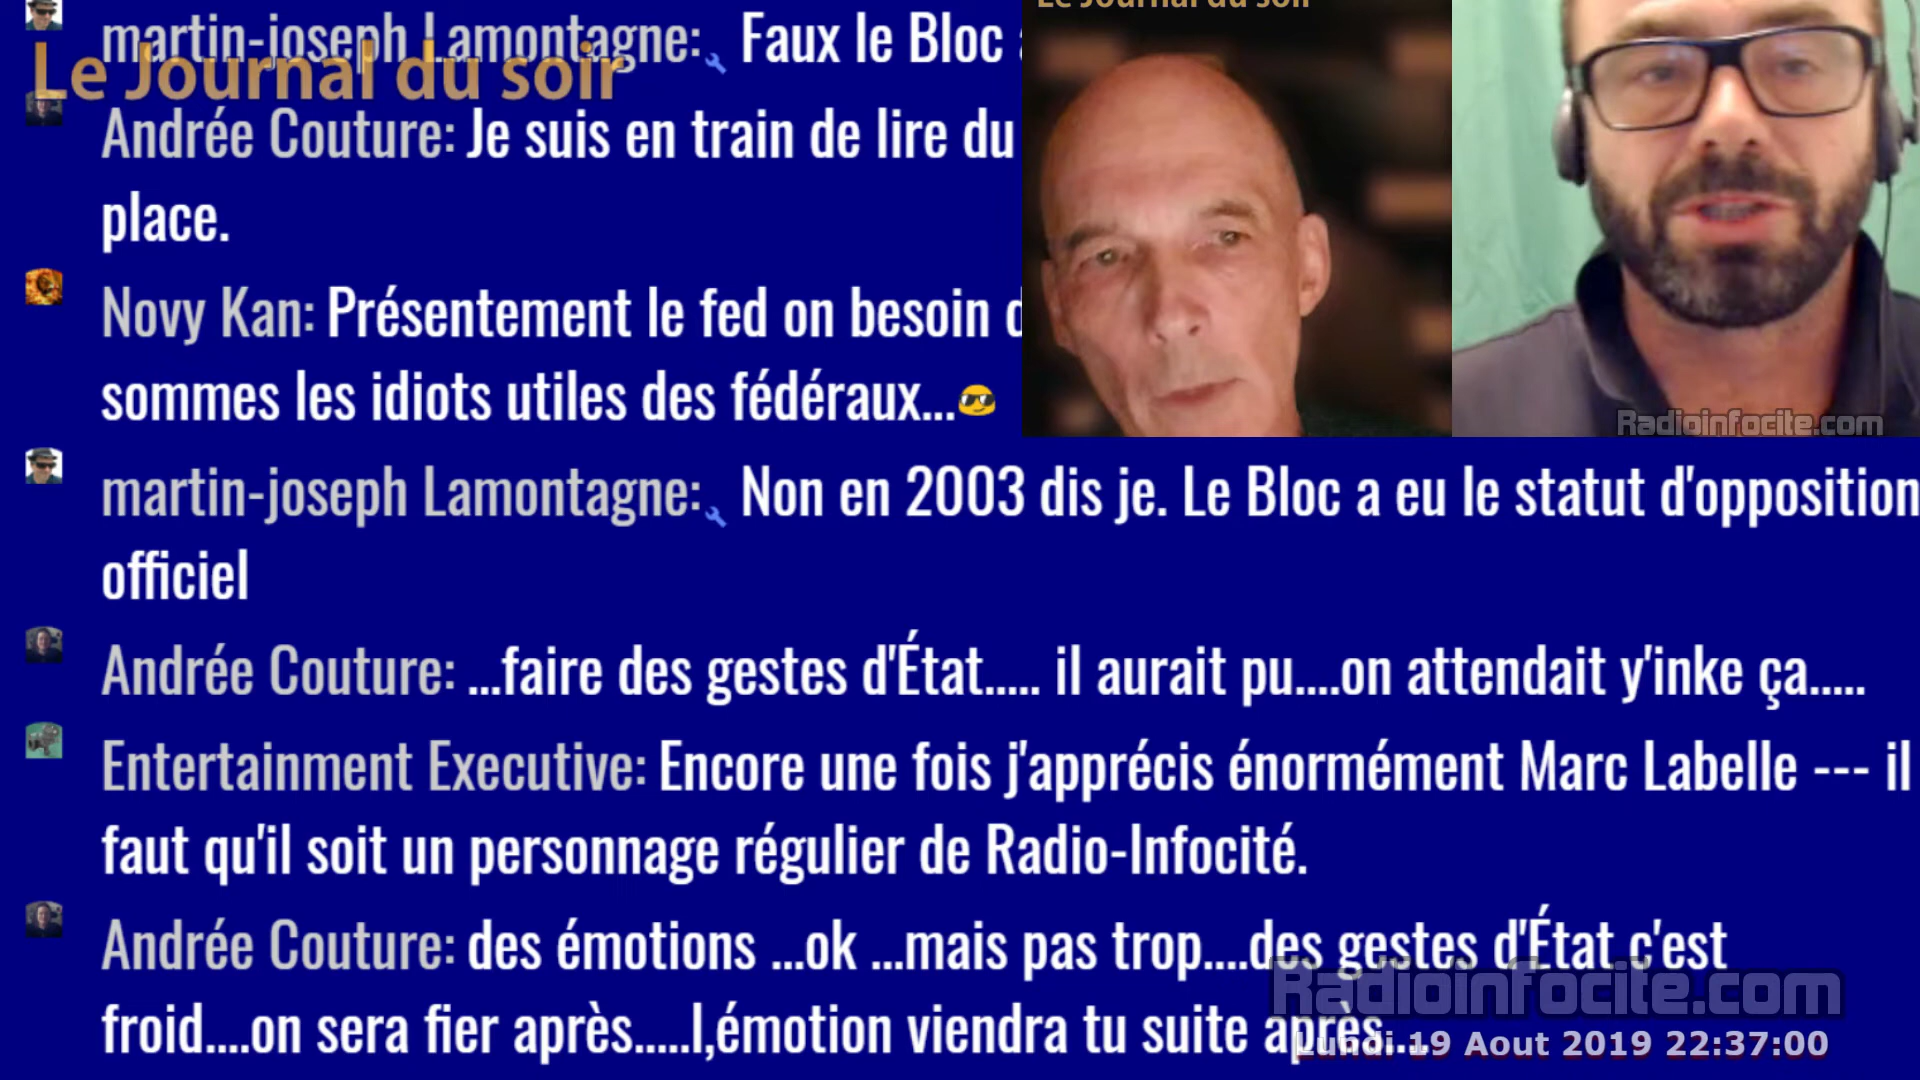 Le Journal du soir
martin-joseph Lamontagne: Faux le Bloc
Le Journal du soir
Andrée Couture: Je suis en train de lire du
place.
Novy Kan: Présentement le fed on besoin
sommes les idiots utiles des fédéraux...😎
Radioinfocite.com
martin-joseph Lamontagne: Non en 2003 dis je. Le Bloc a eu le statut d'opposition
officiel
Andrée Couture: ...faire des gestes d'État..... il aurait pu....on attendait y'inke ça.....
Entertainment Executive: Encore une fois j'apprécis énormément Marc Labelle --- il
faut qu'il soit un personnage régulier de Radio-Infocité.
Andrée Couture: des émotions ...ok ...mais pas trop....des gestes d'État c'est
froid....on sera fier après.....l,émotion viendra tu suite après....
Radioinfocite.com
Lundi 19 Aout 2019 22:37:00